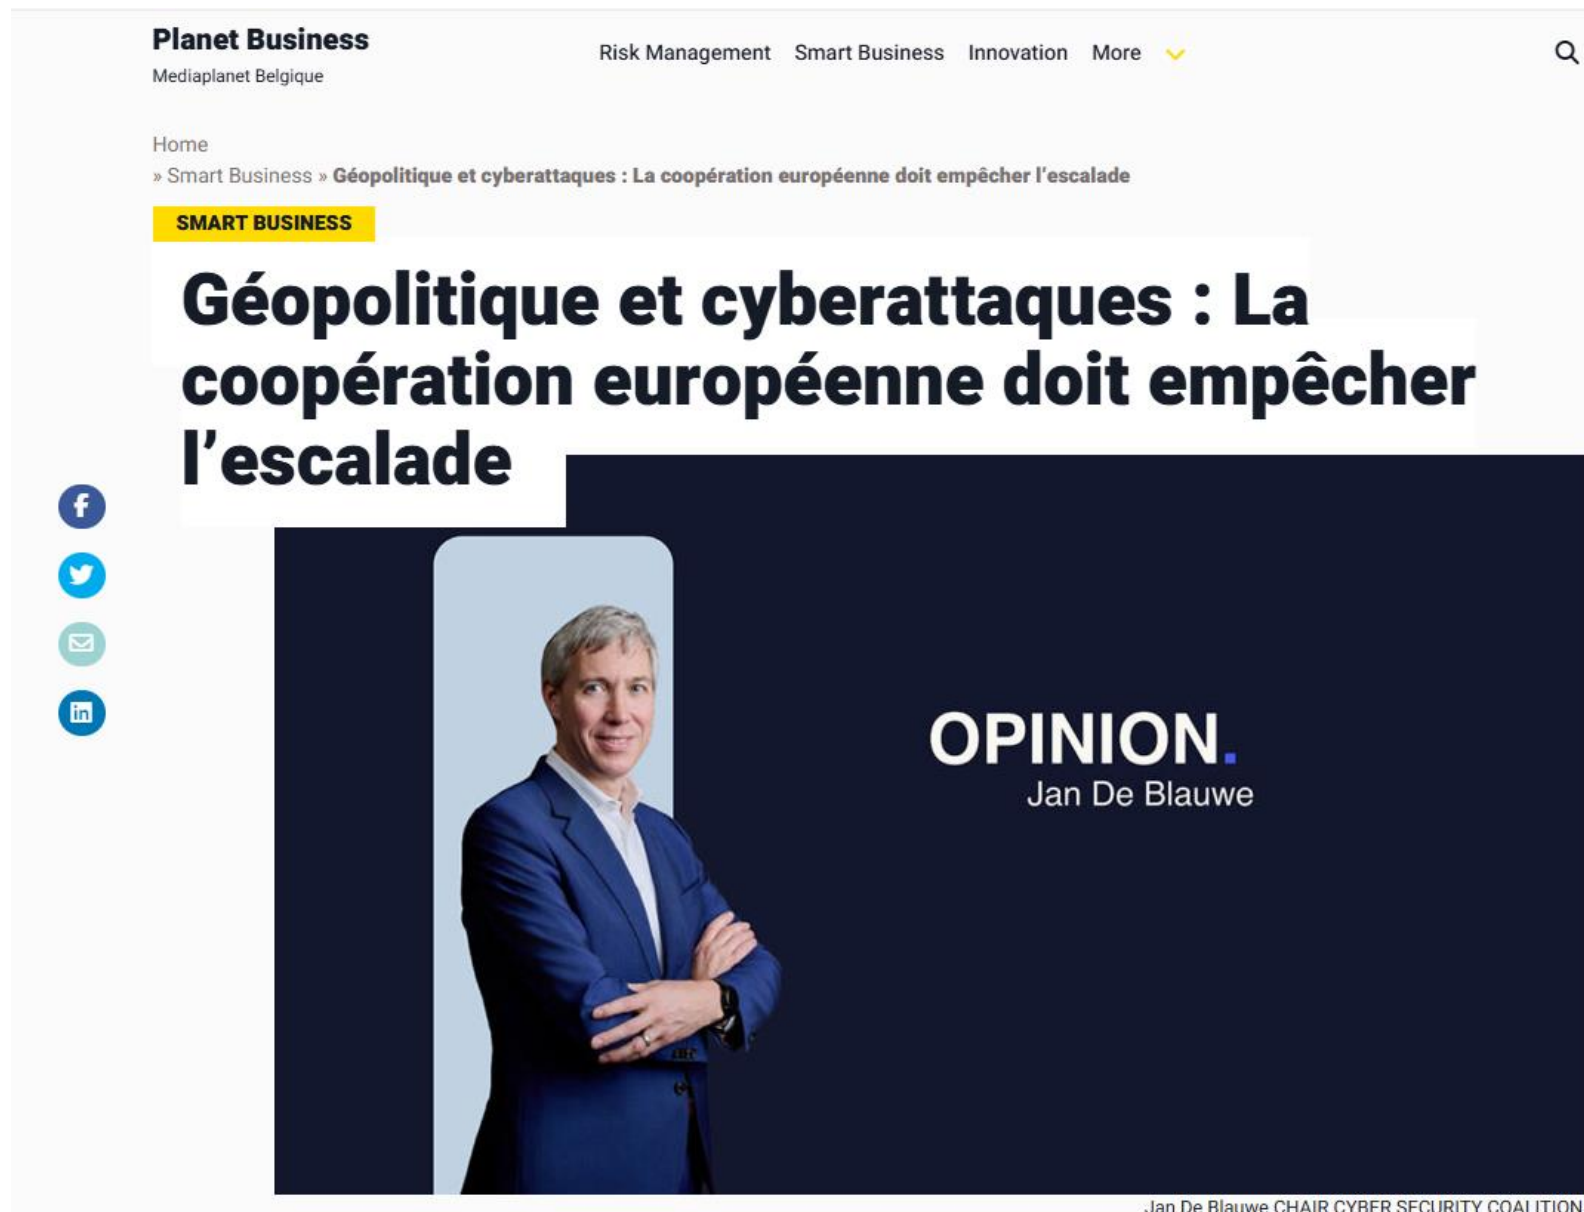 Planet Business
Mediaplanet Belgique
Risk Management Smart Business Innovation More
Home
» Smart Business » Géopolitique et cyberattaques : La coopération européenne doit empêcher l’escalade
SMART BUSINESS
Géopolitique et cyberattaques : La
coopération européenne doit empêcher
l’escalade
OPINION.
Jan De Blauwe
Jan De Blauwe CHAIR CYBER SECURITY COALITION